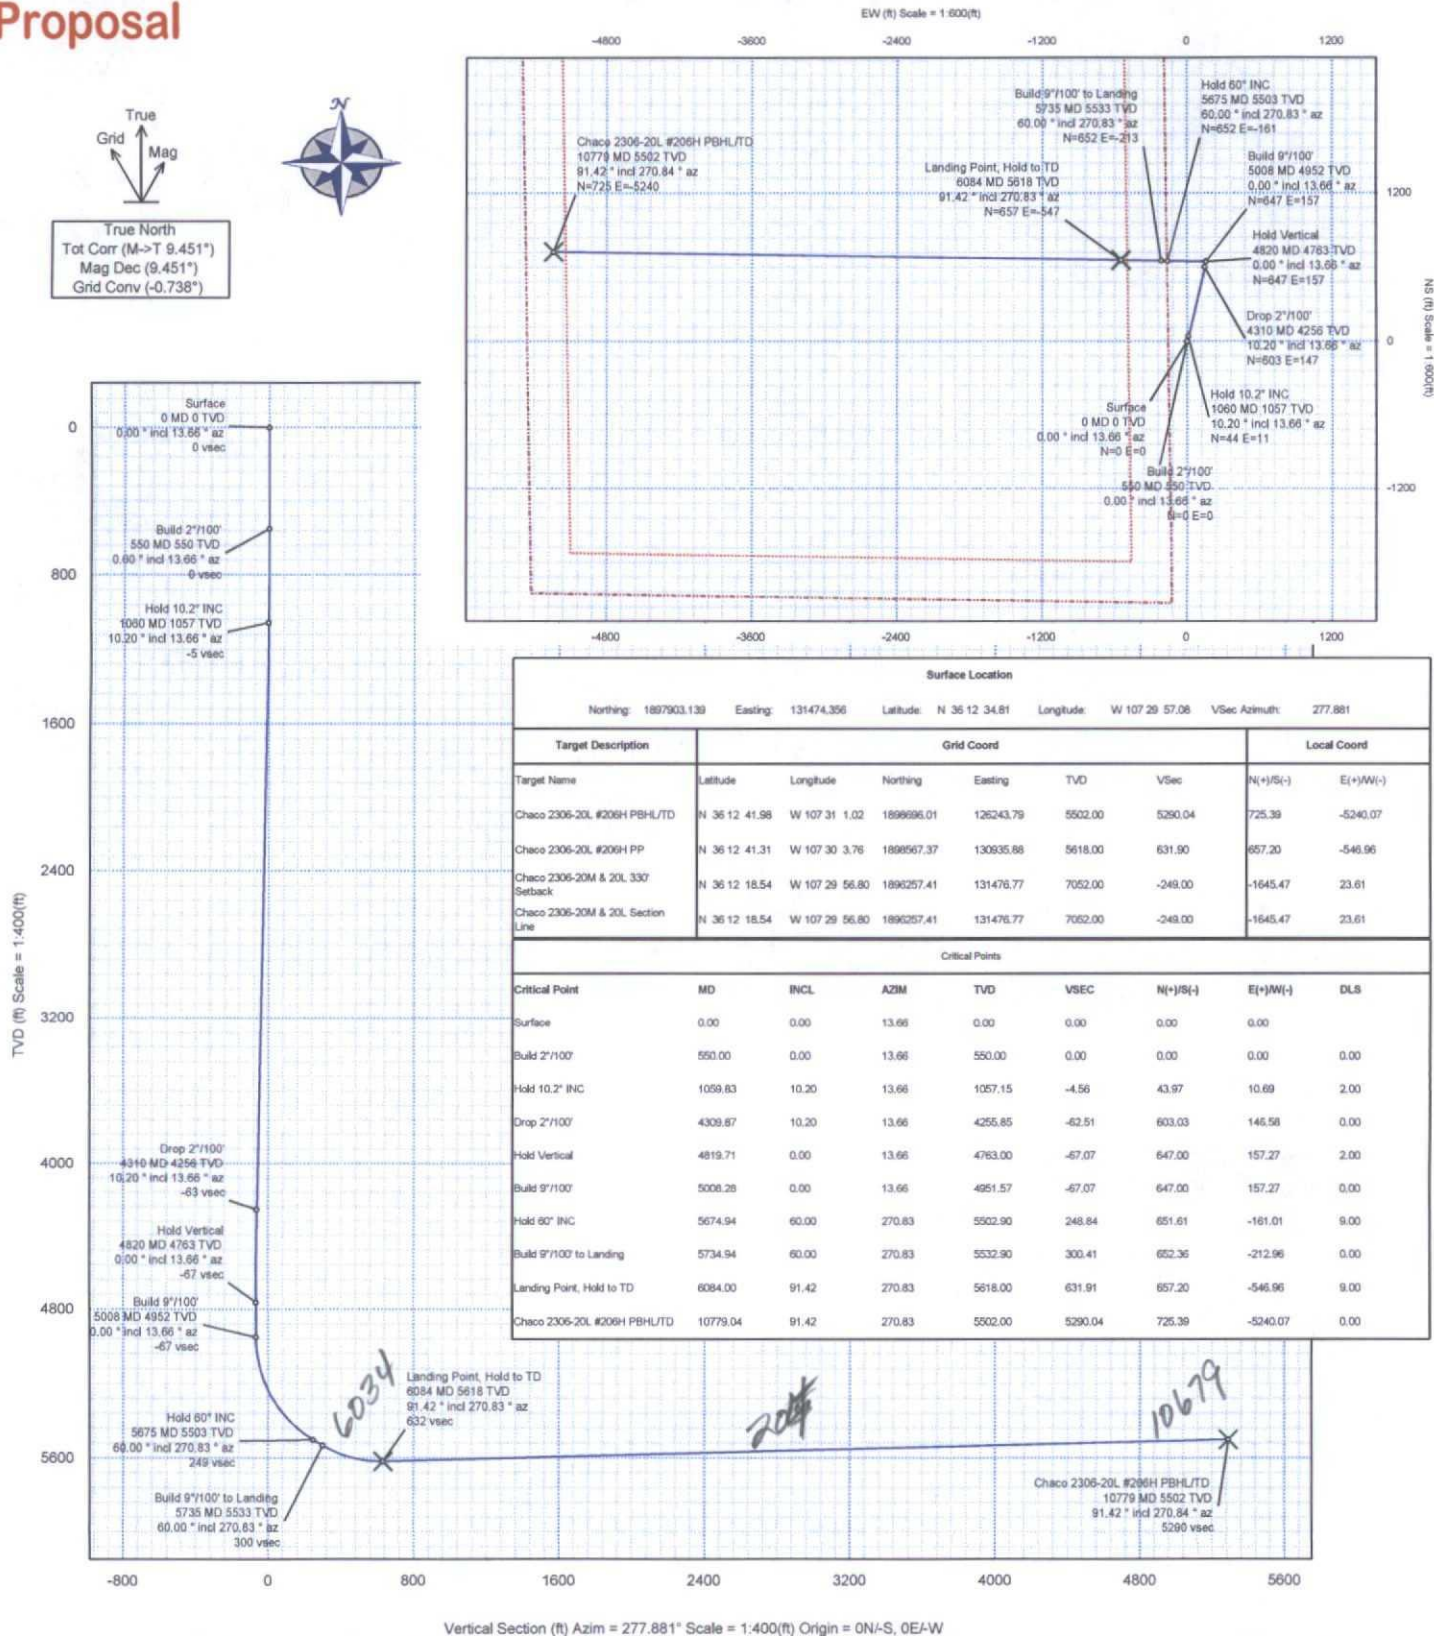 Proposal
True
Grid
Mag
N
True North
Tot Corr (M->T 9.451°)
Mag Dec (9.451°)
Grid Conv (-0.738°)
EW (ft) Scale = 1:600(ft)
-4800 -3600 -2400 -1200 0 1200
Chaco 2306-20L #206H PBHL/TD
10779 MD 5502 TVD
91.42 ° incl 270.84 ° az
N=725 E=-5240
Build 9°/100' to Landing
5735 MD 5533 TVD
60.00 ° incl 270.83 ° az
N=652 E=-213
Hold 60° INC
5675 MD 5503 TVD
60.00 ° incl 270.83 ° az
N=652 E=-161
Landing Point, Hold to TD
6084 MD 5618 TVD
91.42 ° incl 270.83 ° az
N=657 E=-547
Build 9°/100'
5008 MD 4952 TVD
0.00 ° incl 13.66 ° az
N=647 E=157
Hold Vertical
4820 MD 4763 TVD
0.00 ° incl 13.66 ° az
N=647 E=157
Drop 2°/100'
4310 MD 4256 TVD
10.20 ° incl 13.66 ° az
N=603 E=147
Hold 10.2° INC
1060 MD 1057 TVD
10.20 ° incl 13.66 ° az
N=44 E=11
Surface
0 MD 0 TVD
0.00 ° incl 13.66 ° az
N=0 E=0
Build 2°/100'
550 MD 550 TVD
0.00 ° incl 13.66 ° az
N=0 E=0
1200
0
-1200
NS (ft) Scale = 1:600(ft)
-4800 -3600 -2400 -1200 0 1200
Surface
0 MD 0 TVD
0.00 ° incl 13.66 ° az
0 vsec
Build 2°/100'
550 MD 550 TVD
0.00 ° incl 13.66 ° az
0 vsec
Hold 10.2° INC
1060 MD 1057 TVD
10.20 ° incl 13.66 ° az
-5 vsec
Drop 2°/100'
4310 MD 4256 TVD
10.20 ° incl 13.66 ° az
-63 vsec
Hold Vertical
4820 MD 4763 TVD
0.00 ° incl 13.66 ° az
-67 vsec
Build 9°/100'
5008 MD 4952 TVD
0.00 ° incl 13.66 ° az
-67 vsec
Hold 60° INC
5675 MD 5503 TVD
60.00 ° incl 270.83 ° az
249 vsec
Build 9°/100' to Landing
5735 MD 5533 TVD
60.00 ° incl 270.83 ° az
300 vsec
0
800
1600
2400
3200
4000
4800
5600
TVD (ft) Scale = 1:400(ft)
Surface Location
Northing: 1897903.139 Easting: 131474.356 Latitude: N 36 12 34.81 Longitude: W 107 29 57.08 VSec Azimuth: 277.881
Target Description Grid Coord Local Coord
Target Name Latitude Longitude Northing Easting TVD VSec N(+)/S(-) E(+)/W(-)
Chaco 2306-20L #206H PBHL/TD N 36 12 41.98 W 107 31 1.02 1898696.01 126243.79 5502.00 5290.04 725.39 -5240.07
Chaco 2306-20L #206H PP N 36 12 41.31 W 107 30 3.76 1898567.37 130935.88 5618.00 631.90 657.20 -546.96
Chaco 2306-20M & 20L 330'
Setback N 36 12 18.54 W 107 29 56.80 1896257.41 131476.77 7052.00 -249.00 -1645.47 23.61
Chaco 2306-20M & 20L Section
Line N 36 12 18.54 W 107 29 56.80 1896257.41 131476.77 7052.00 -249.00 -1645.47 23.61
Critical Points
Critical Point MD INCL AZIM TVD VSEC N(+)/S(-) E(+)/W(-) DLS
Surface 0.00 0.00 13.66 0.00 0.00 0.00 0.00
Build 2°/100' 550.00 0.00 13.66 550.00 0.00 0.00 0.00 0.00
Hold 10.2° INC 1059.83 10.20 13.66 1057.15 -4.56 43.97 10.69 2.00
Drop 2°/100' 4309.87 10.20 13.66 4255.85 -62.51 603.03 146.58 0.00
Hold Vertical 4819.71 0.00 13.66 4763.00 -67.07 647.00 157.27 2.00
Build 9°/100' 5008.28 0.00 13.66 4951.57 -67.07 647.00 157.27 0.00
Hold 60° INC 5674.94 60.00 270.83 5502.90 248.84 651.61 -161.01 9.00
Build 9°/100' to Landing 5734.94 60.00 270.83 5532.90 300.41 652.36 -212.96 0.00
Landing Point, Hold to TD 6084.00 91.42 270.83 5618.00 631.91 657.20 -546.96 9.00
Chaco 2306-20L #206H PBHL/TD 10779.04 91.42 270.83 5502.00 5290.04 725.39 -5240.07 0.00
6034
Landing Point, Hold to TD
6084 MD 5618 TVD
91.42 ° incl 270.83 ° az
632 vsec
10679
Chaco 2306-20L #206H PBHL/TD
10779 MD 5502 TVD
91.42 ° incl 270.84 ° az
5290 vsec
-800 0 800 1600 2400 3200 4000 4800 5600
Vertical Section (ft) Azim = 277.881° Scale = 1:400(ft) Origin = 0N/-S, 0E/-W